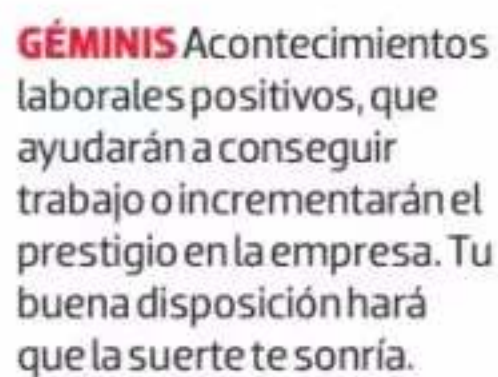 GÉMINIS Acontecimientos
laborales positivos, que
ayudarán a conseguir
trabajo o incrementarán el
prestigio en la empresa. Tu
buena disposición hará
que la suerte te sonría.